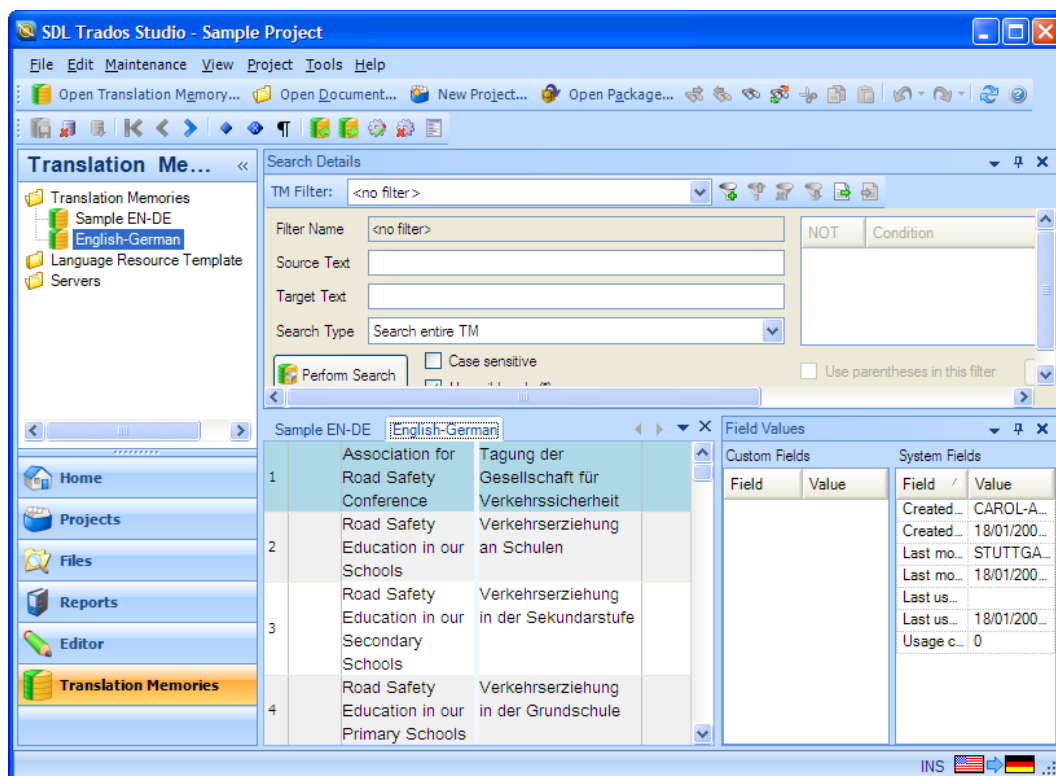 SDL Trados Studio - Sample Project
File Edit Maintenance View Project Tools Help
Open Translation Memory... Open Document... New Project... Open Package...
Translation Me...
Translation Memories
Sample EN-DE
English-German
Language Resource Template
Servers
Home
Projects
Files
Reports
Editor
Translation Memories
Search Details
TM Filter: <no filter>
Filter Name <no filter>
Source Text
Target Text
Search Type Search entire TM
Perform Search
Case sensitive
NOT Condition
Use parentheses in this filter
Sample EN-DE English-German
1
Association for Road Safety Conference
Tagung der Gesellschaft für Verkehrssicherheit
2
Road Safety Education in our Schools
Verkehrserziehung an Schulen
3
Road Safety Education in our Secondary Schools
Verkehrserziehung in der Sekundarstufe
4
Road Safety Education in our Primary Schools
Verkehrserziehung in der Grundschule
Field Values
Custom Fields
Field Value
System Fields
Field Value
Created... CAROL-A...
Created... 18/01/200...
Last mo... STUTTGA...
Last mo... 18/01/200...
Last us...
Last us... 18/01/200...
Usage c... 0
INS